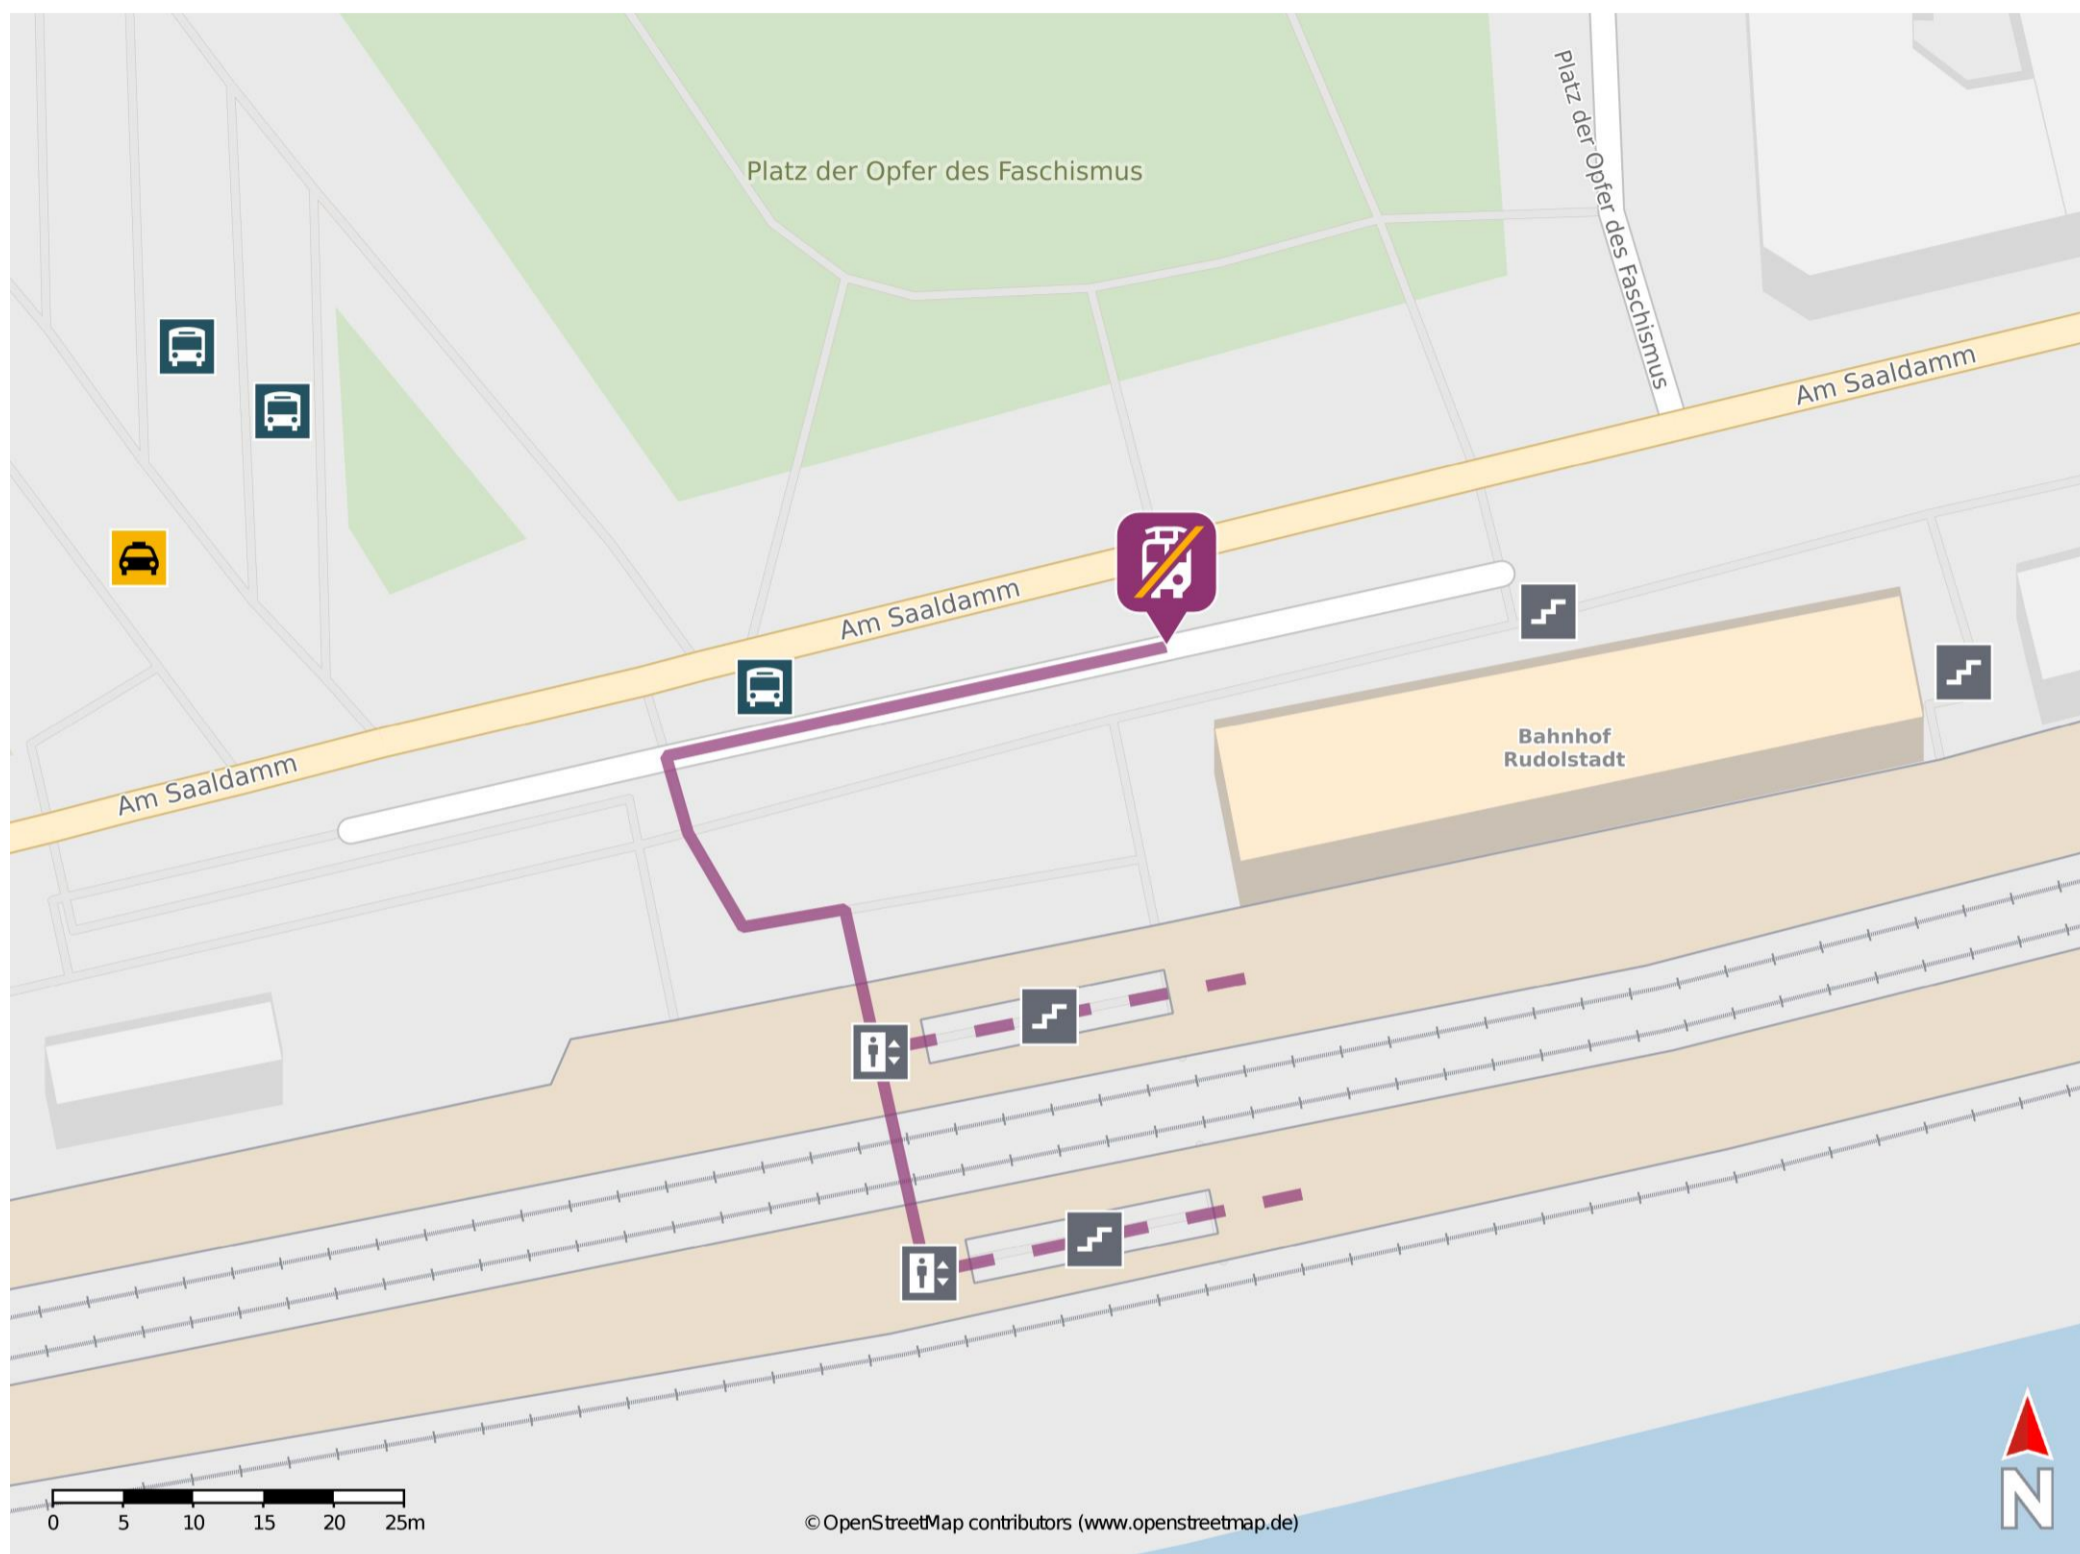 Platz der Opfer des Faschismus
Platz der Opfer des Faschismus
Am Saaldamm
Am Saaldamm
Am Saaldamm
Bahnhof
Rudolstadt
0 5 10 15 20 25m
© OpenStreetMap contributors (www.openstreetmap.de)
N